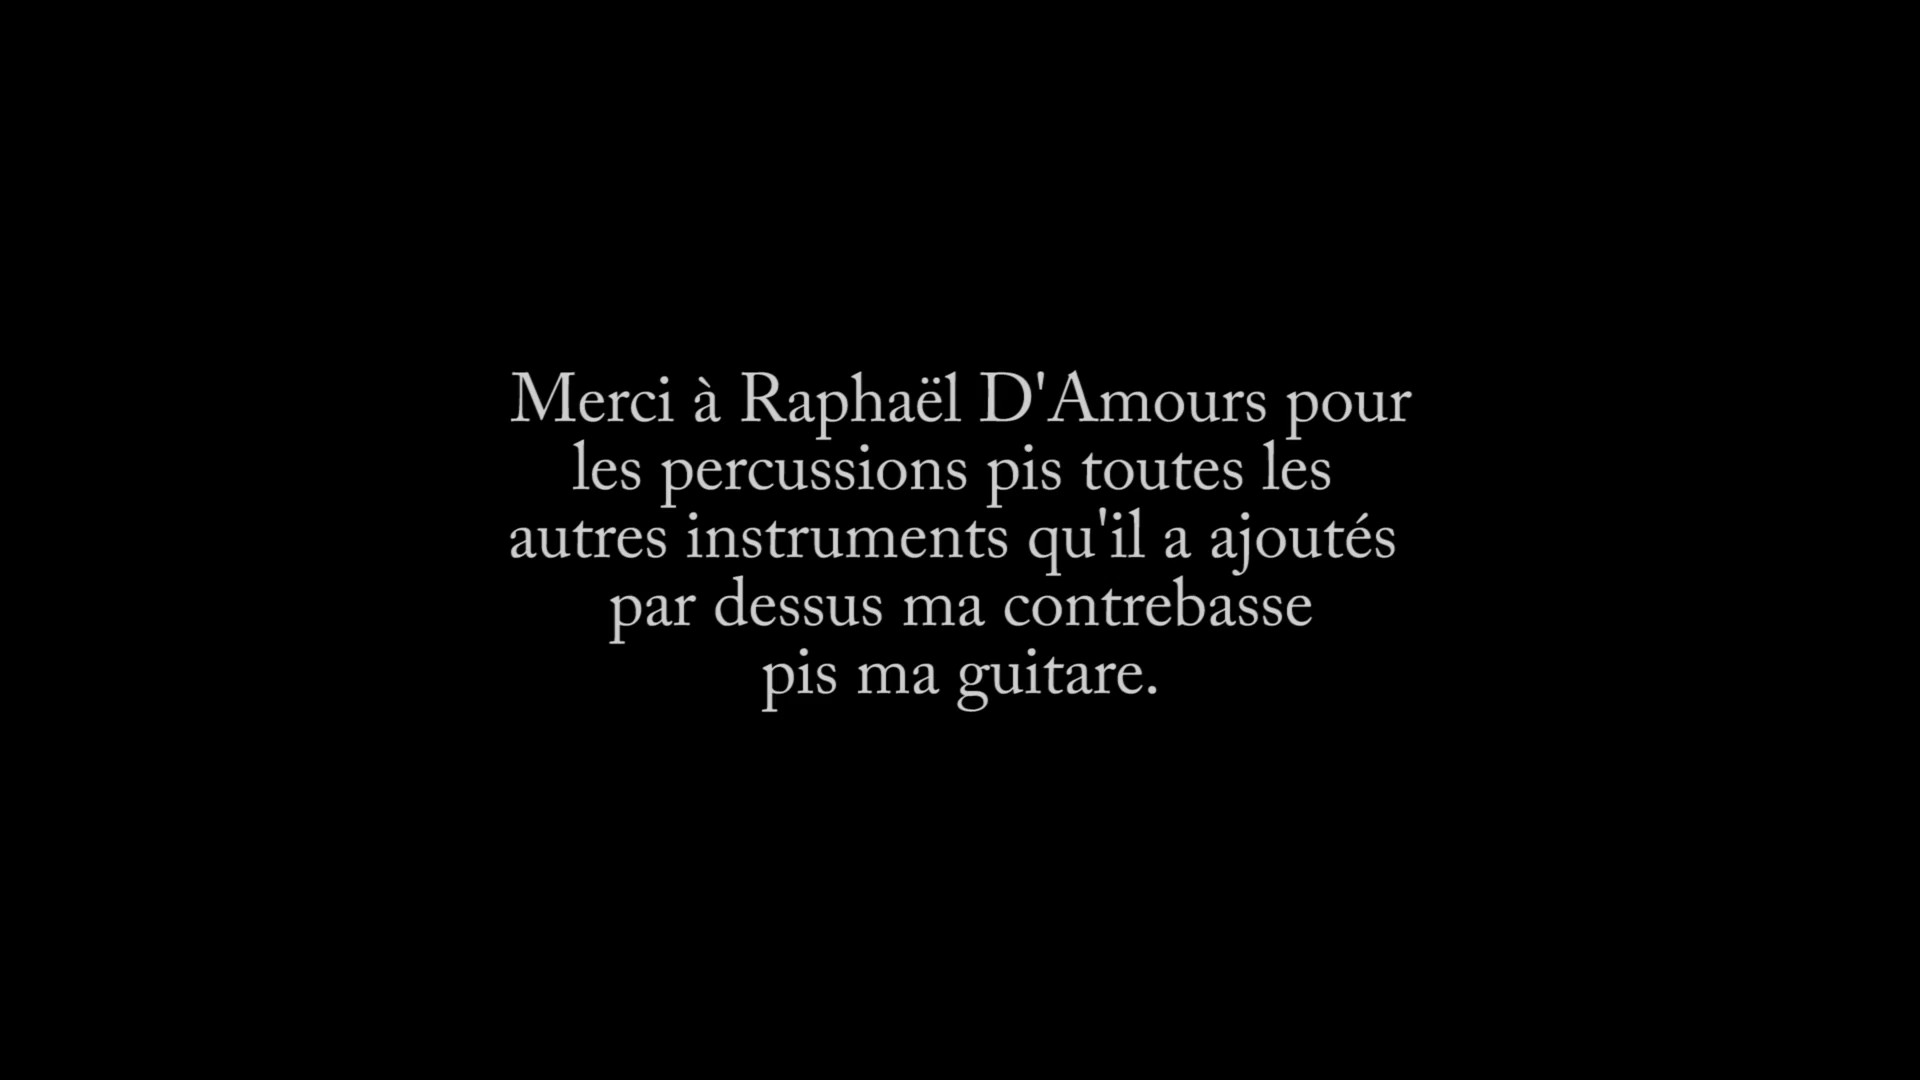 Merci à Raphaël D'Amours pour
les percussions pis toutes les
autres instruments qu'il a ajoutés
par dessus ma contrebasse
pis ma guitare.